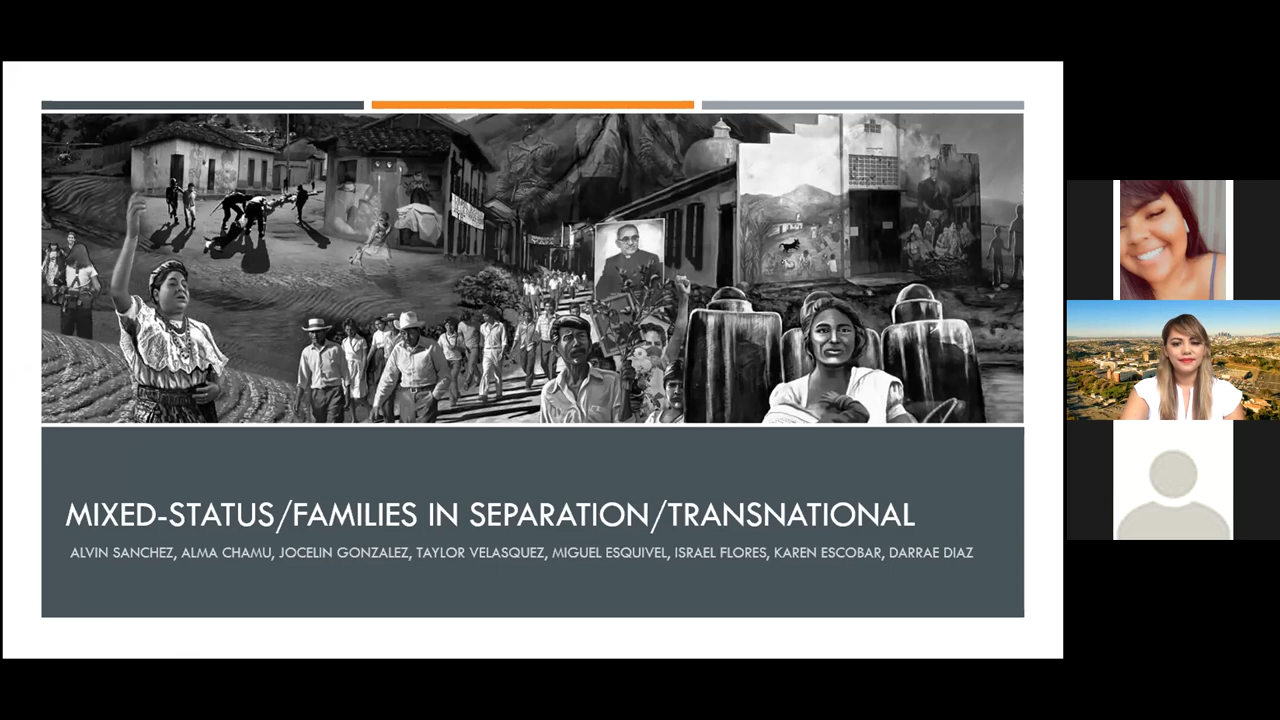 MIXED-STATUS/FAMILIES IN SEPARATION/TRANSNATIONAL
ALVIN SANCHEZ, ALMA CHAMU, JOCELIN GONZALEZ, TAYLOR VELASQUEZ, MIGUEL ESQUIVEL, ISRAEL FLORES, KAREN ESCOBAR, DARRAE DIAZ